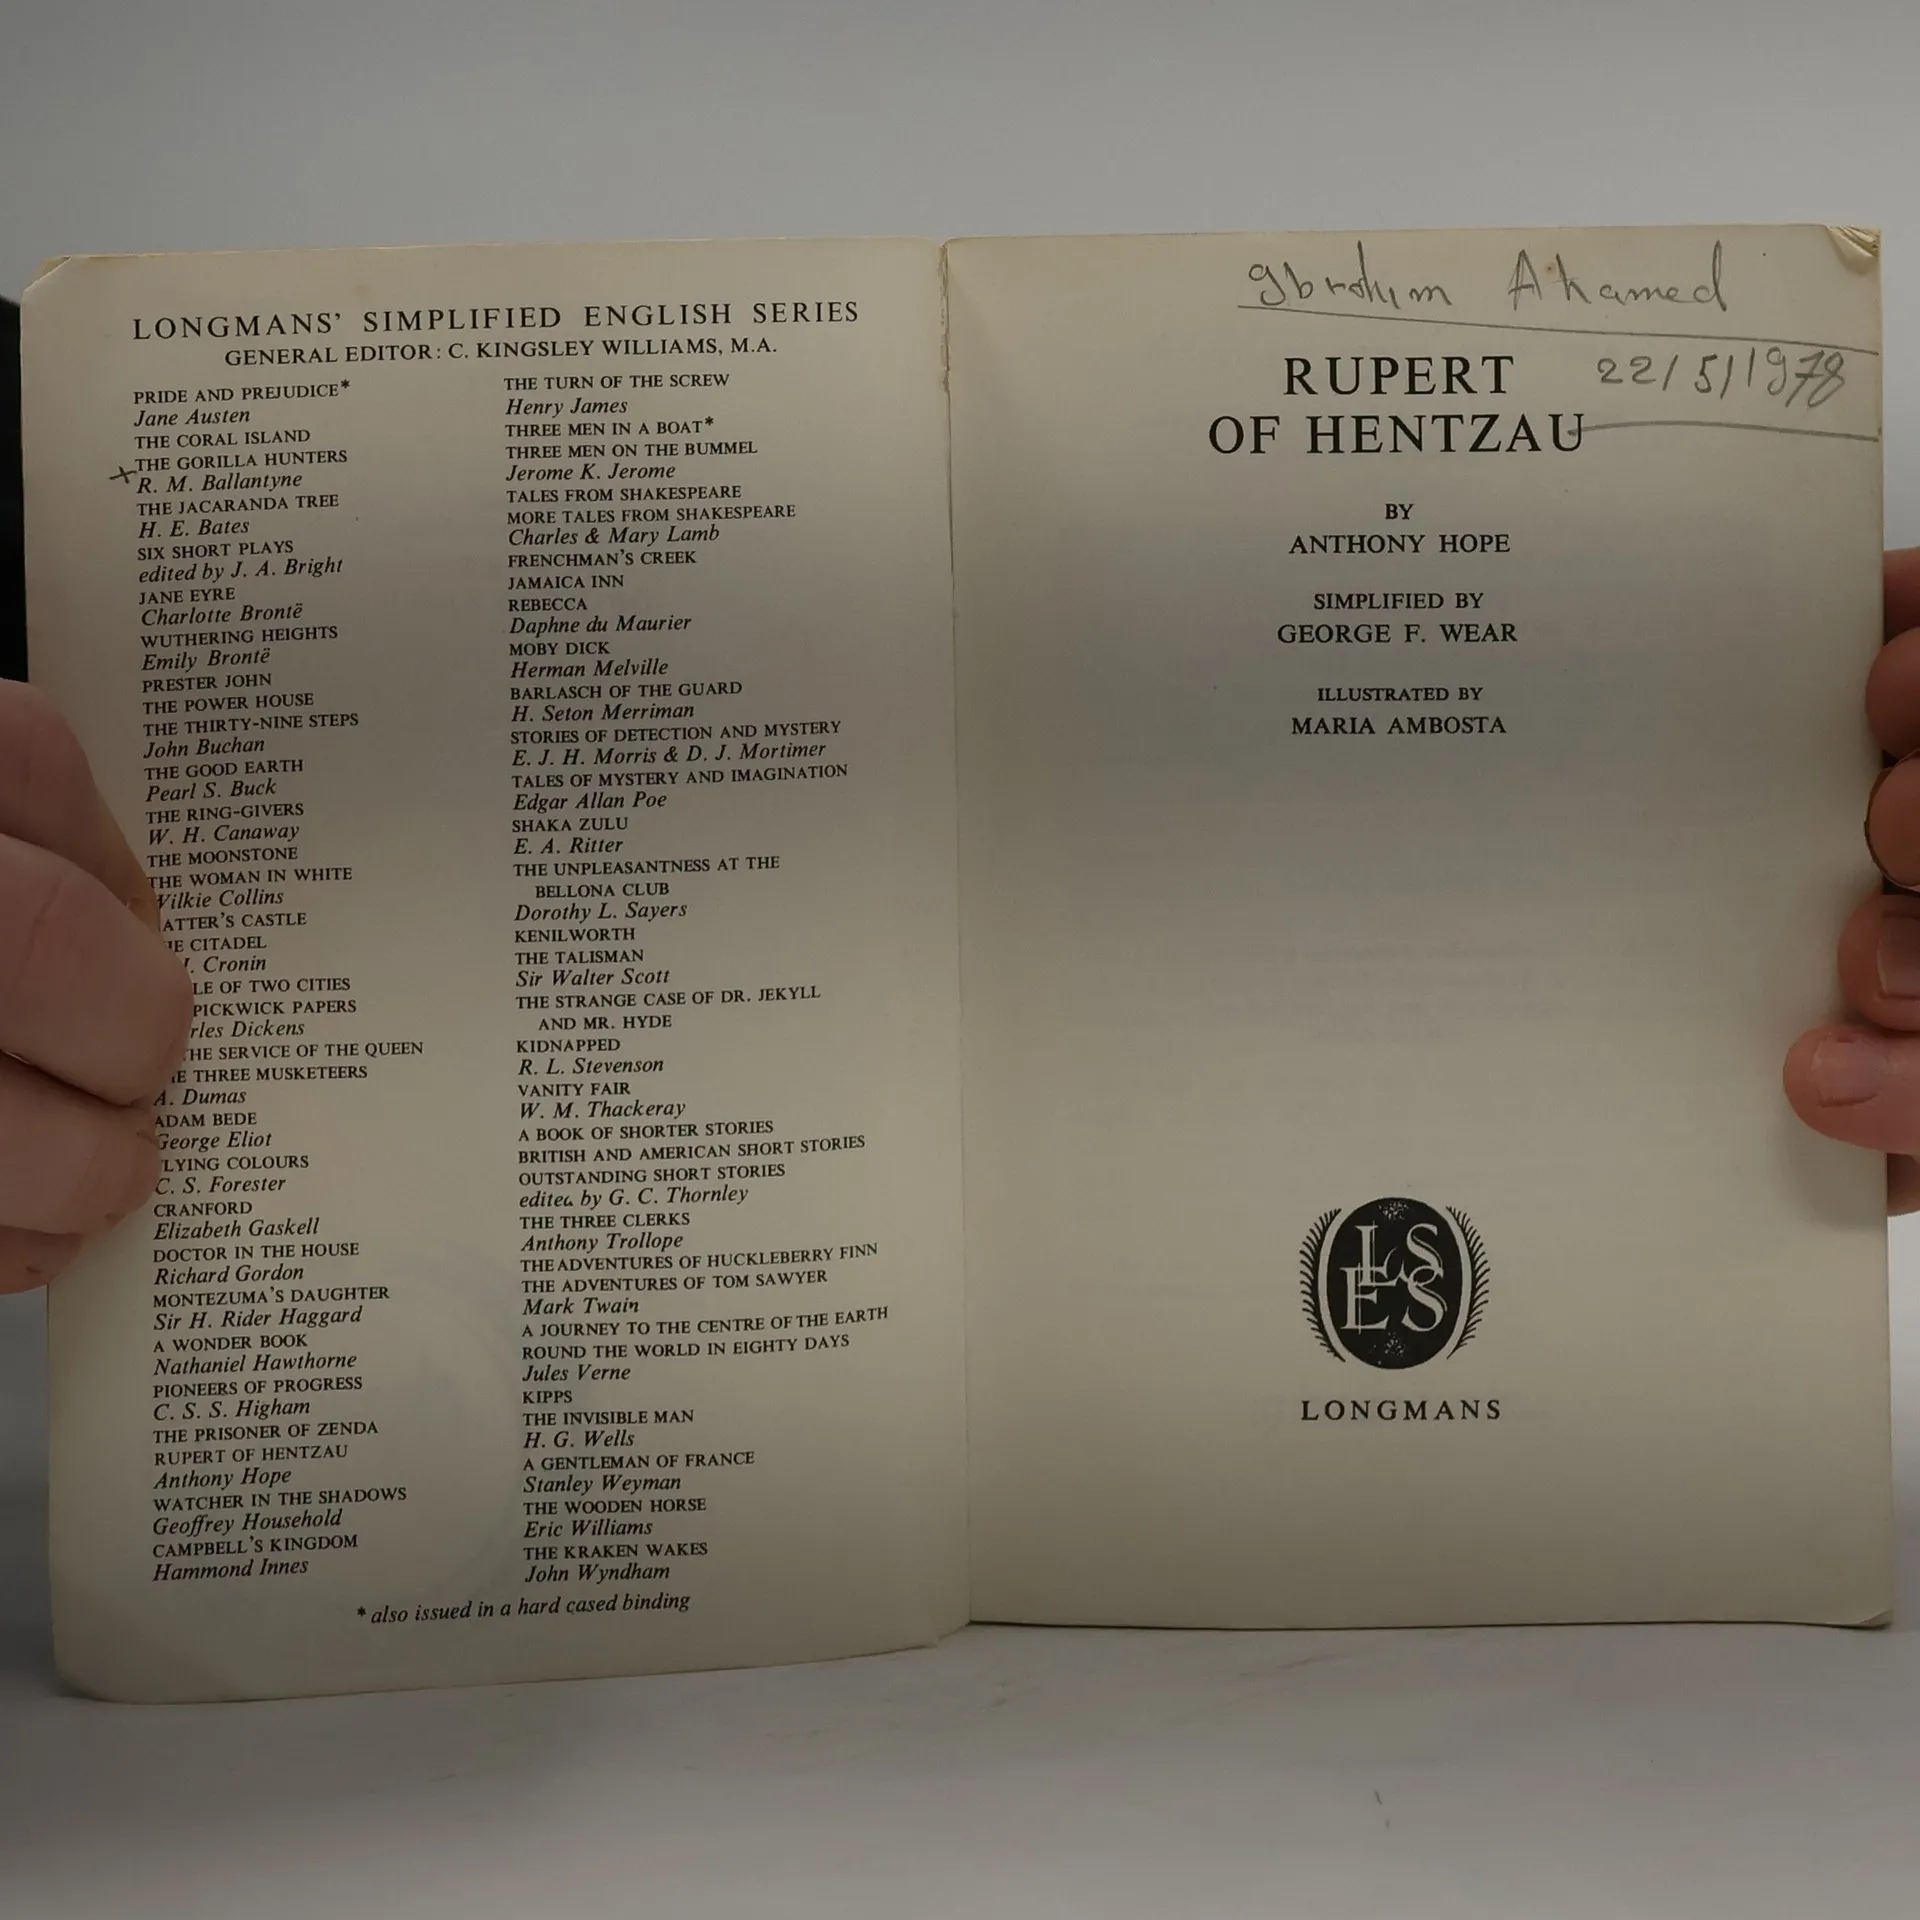 LONGMANS' SIMPLIFIED ENGLISH SERIES
GENERAL EDITOR: C. KINGSLEY WILLIAMS, M.A.
PRIDE AND PREJUDICE*
Jane Austen
THE CORAL ISLAND
THE GORILLA HUNTERS
R. M. Ballantyne
THE JACARANDA TREE
H. E. Bates
SIX SHORT PLAYS
edited by J. A. Bright
JANE EYRE
Charlotte Brontë
WUTHERING HEIGHTS
Emily Brontë
PRESTER JOHN
THE POWER HOUSE
THE THIRTY-NINE STEPS
John Buchan
THE GOOD EARTH
Pearl S. Buck
THE RING-GIVERS
W. H. Canaway
THE MOONSTONE
THE WOMAN IN WHITE
Wilkie Collins
ATTER'S CASTLE
CITADEL
Cronin
LE OF TWO CITIES
PICKWICK PAPERS
rles Dickens
THE SERVICE OF THE QUEEN
THREE MUSKETEERS
A. Dumas
ADAM BEDE
George Eliot
LYING COLOURS
C. S. Forester
CRANFORD
Elizabeth Gaskell
DOCTOR IN THE HOUSE
Richard Gordon
MONTEZUMA'S DAUGHTER
Sir H. Rider Haggard
A WONDER BOOK
Nathaniel Hawthorne
PIONEERS OF PROGRESS
C. S. S. Higham
THE PRISONER OF ZENDA
RUPERT OF HENTZAU
Anthony Hope
WATCHER IN THE SHADOWS
Geoffrey Household
CAMPBELL'S KINGDOM
Hammond Innes
THE TURN OF THE SCREW
Henry James
THREE MEN IN A BOAT*
THREE MEN ON THE BUMMEL
Jerome K. Jerome
TALES FROM SHAKESPEARE
MORE TALES FROM SHAKESPEARE
Charles & Mary Lamb
FRENCHMAN'S CREEK
JAMAICA INN
REBECCA
Daphne du Maurier
MOBY DICK
Herman Melville
BARLASCH OF THE GUARD
H. Seton Merriman
STORIES OF DETECTION AND MYSTERY
E. J. H. Morris & D. J. Mortimer
TALES OF MYSTERY AND IMAGINATION
Edgar Allan Poe
SHAKA ZULU
E. A. Ritter
THE UNPLEASANTNESS AT THE
BELLONA CLUB
Dorothy L. Sayers
KENILWORTH
THE TALISMAN
Sir Walter Scott
THE STRANGE CASE OF DR. JEKYLL
AND MR. HYDE
KIDNAPPED
R. L. Stevenson
VANITY FAIR
W. M. Thackeray
A BOOK OF SHORTER STORIES
BRITISH AND AMERICAN SHORT STORIES
OUTSTANDING SHORT STORIES
edited by G. C. Thornley
THE THREE CLERKS
Anthony Trollope
THE ADVENTURES OF HUCKLEBERRY FINN
THE ADVENTURES OF TOM SAWYER
Mark Twain
A JOURNEY TO THE CENTRE OF THE EARTH
ROUND THE WORLD IN EIGHTY DAYS
Jules Verne
KIPPS
THE INVISIBLE MAN
H. G. Wells
A GENTLEMAN OF FRANCE
Stanley Weyman
THE WOODEN HORSE
Eric Williams
THE KRAKEN WAKES
John Wyndham
* also issued in a hard cased binding
Ibrohim Ahamed
22/5/1978
RUPERT
OF HENTZAU
BY
ANTHONY HOPE
SIMPLIFIED BY
GEORGE F. WEAR
ILLUSTRATED BY
MARIA AMBOSTA
LS
ES
LONGMANS